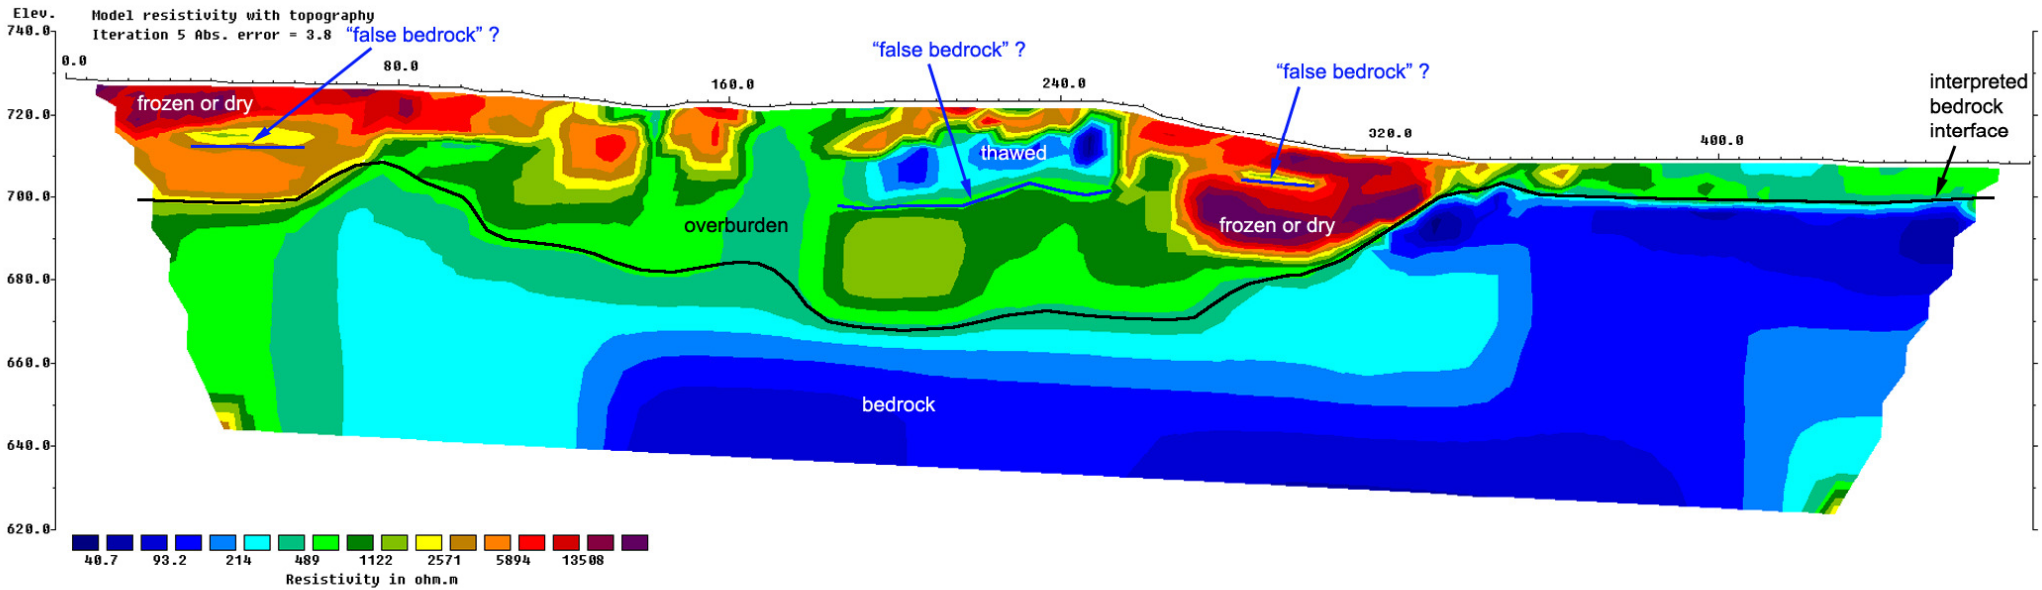 Elev.
Model resistivity with topography
Iteration 5 Abs. error = 3.8
“false bedrock” ?
“false bedrock” ?
“false bedrock” ?
interpreted
bedrock
interface
740.0
720.0
700.0
680.0
660.0
640.0
620.0
0.0
80.0
160.0
240.0
320.0
400.0
frozen or dry
thawed
overburden
frozen or dry
bedrock
40.7 93.2 214 489 1122 2571 5894 13508
Resistivity in ohm.m